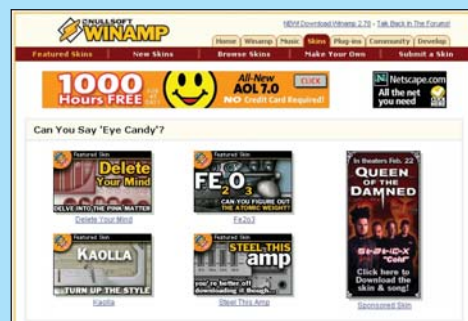 NULLSOFT
WINAMP
NEW! Download Winamp 2.78 - Talk Back In The Forums!
Home | Winamp | Music | Skins | Plug-ins | Community | Develop
Featured Skins New Skins Browse Skins Make Your Own Submit a Skin
1000
Hours FREE
All-New
AOL 7.0
CLICK
NO Credit Card Required!
N Netscape.com
All the net
you need
Can You Say 'Eye Candy'?
Featured Skin
Delete
Your Mind
DELVE INTO THE PINK MATTER
Delete Your Mind
Featured Skin
FE2O3
CAN YOU FIGURE OUT
THE ATOMIC WEIGHT?
Fe2o3
In theaters Feb. 22
QUEEN
OF THE
DAMNED
STATIC-X
"Cold"
Click here to
Download the
skin & song!
Sponsored Skin
Featured Skin
KAOLLA
TURN UP THE STYLE
Kaolla
Featured Skin
STEEL THIS
amp
you're better off
downloading it though...
Steel This Amp